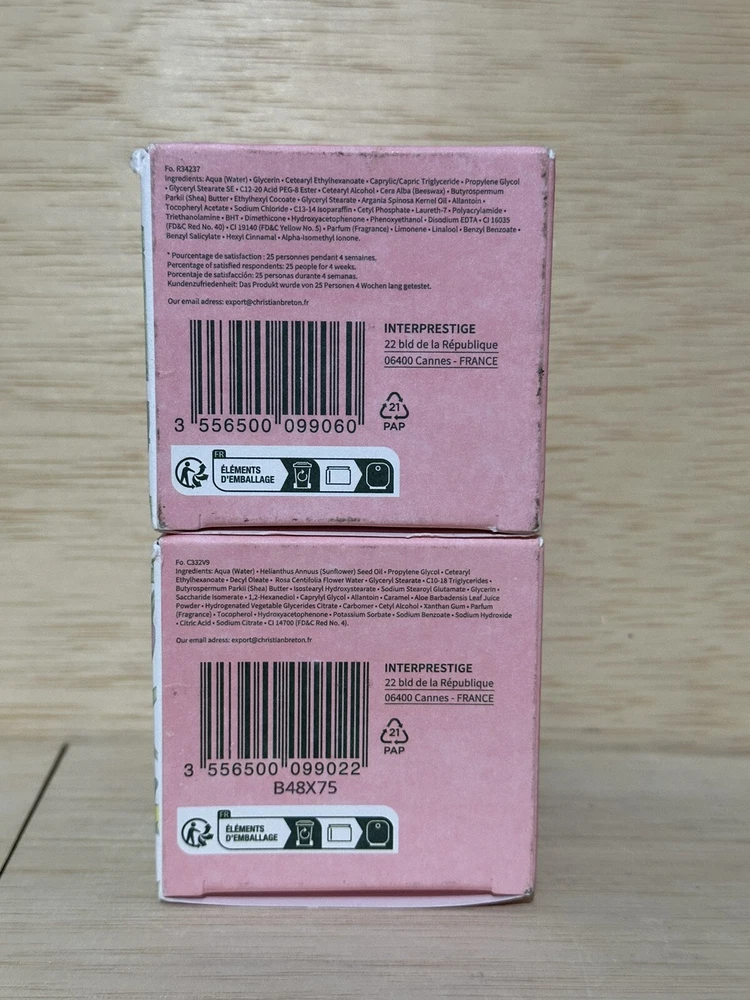 Fo. R34237
Ingredients: Aqua (Water) • Glycerin • Cetearyl Ethylhexanoate • Caprylic/Capric Triglyceride • Propylene Glycol
• Glyceryl Stearate SE • C12-20 Acid PEG-8 Ester • Cetearyl Alcohol • Cera Alba (Beeswax) • Butyrospermum
Parkii (Shea) Butter • Ethylhexyl Cocoate • Glyceryl Stearate • Argania Spinosa Kernel Oil • Allantoin •
Tocopheryl Acetate • Sodium Chloride • C13-14 Isoparaffin • Cetyl Phosphate • Laureth-7 • Polyacrylamide •
Triethanolamine • BHT • Dimethicone • Hydroxyacetophenone • Phenoxyethanol • Disodium EDTA • CI 16035
(FD&C Red No. 40) • CI 19140 (FD&C Yellow No. 5) • Parfum (Fragrance) • Limonene • Linalool • Benzyl Benzoate •
Benzyl Salicylate • Hexyl Cinnamal • Alpha-Isomethyl Ionone.
* Pourcentage de satisfaction : 25 personnes pendant 4 semaines.
Percentage of satisfied respondents: 25 people for 4 weeks.
Porcentaje de satisfacción: 25 personas durante 4 semanas.
Kundenzufriedenheit: Das Produkt wurde von 25 Personen 4 Wochen lang getestet.
Our email adress: export@christianbreton.fr
INTERPRESTIGE
22 bld de la République
06400 Cannes - FRANCE
21
PAP
3 556500 099060
FR
ÉLÉMENTS
D'EMBALLAGE
Fo. C332V9
Ingredients: Aqua (Water) • Helianthus Annuus (Sunflower) Seed Oil • Propylene Glycol • Cetearyl
Ethylhexanoate • Decyl Oleate • Rosa Centifolia Flower Water • Glyceryl Stearate • C10-18 Triglycerides •
Butyrospermum Parkii (Shea) Butter • Isostearyl Hydroxystearate • Sodium Stearoyl Glutamate • Glycerin •
Saccharide Isomerate • 1,2-Hexanediol • Caprylyl Glycol • Allantoin • Caramel • Aloe Barbadensis Leaf Juice
Powder • Hydrogenated Vegetable Glycerides Citrate • Carbomer • Cetyl Alcohol • Xanthan Gum • Parfum
(Fragrance) • Tocopherol • Hydroxyacetophenone • Potassium Sorbate • Sodium Benzoate • Sodium Hydroxide
• Citric Acid • Sodium Citrate • CI 14700 (FD&C Red No. 4).
Our email adress: export@christianbreton.fr
INTERPRESTIGE
22 bld de la République
06400 Cannes - FRANCE
21
PAP
3 556500 099022
B48X75
FR
ÉLÉMENTS
D'EMBALLAGE